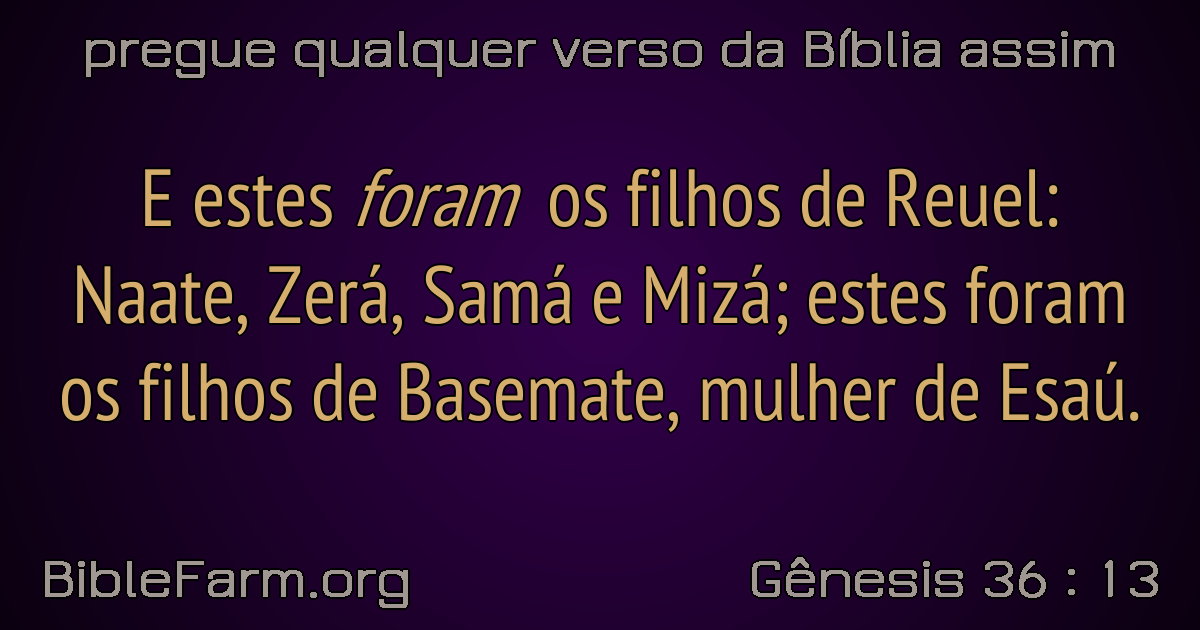 pregue qualquer verso da Bíblia assim
E estes foram os filhos de Reuel:
Naate, Zerá, Samá e Mizá; estes foram
os filhos de Basemate, mulher de Esaú.
BibleFarm.org
Gênesis 36 : 13